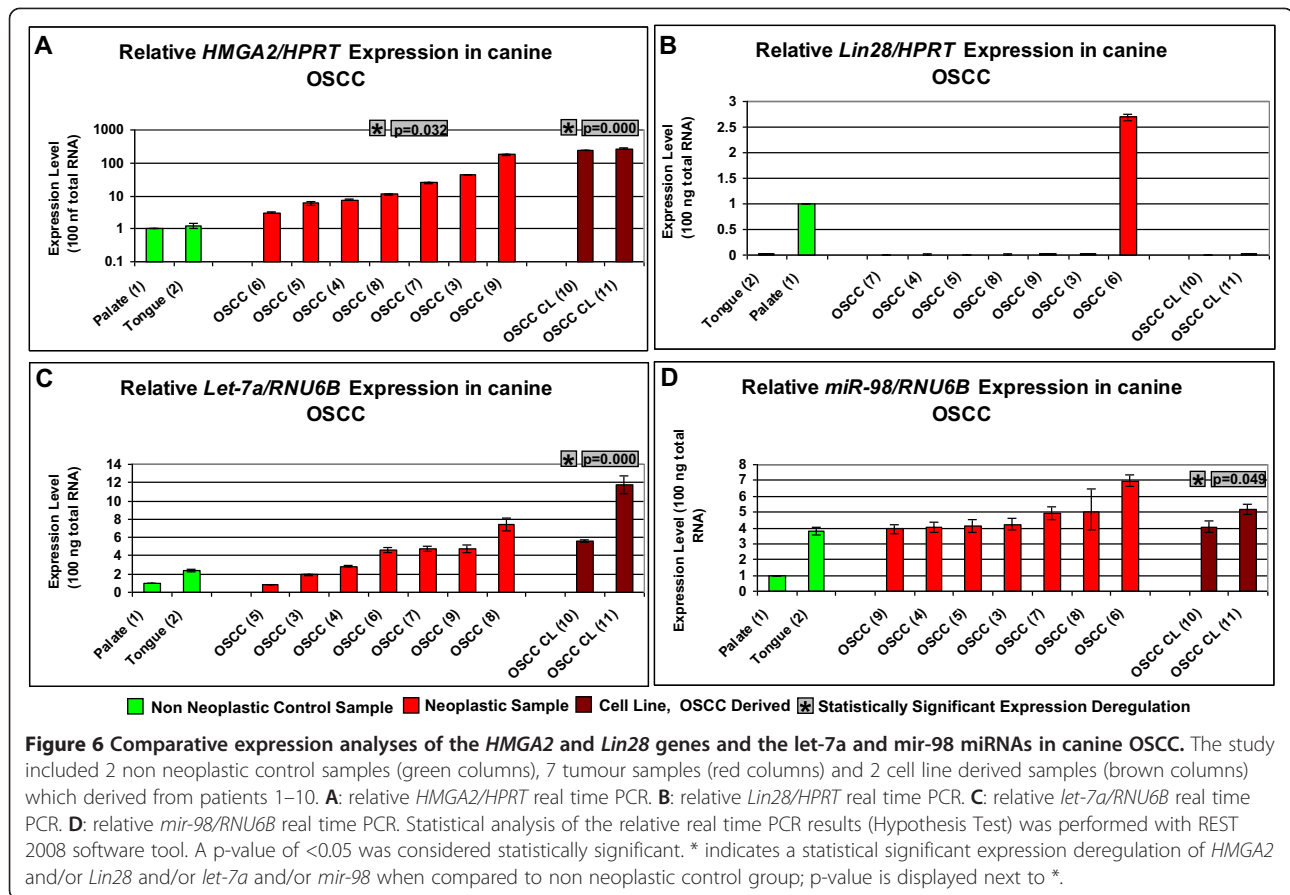 A
Relative HMGA2/HPRT Expression in canine
OSCC
* p=0.032
* p=0.000
Expression Level
(100 nf total RNA)
1000
100
10
1
0.1
Palate (1)
Tongue (2)
OSCC (6)
OSCC (5)
OSCC (4)
OSCC (8)
OSCC (7)
OSCC (3)
OSCC (9)
OSCC CL (10)
OSCC CL (11)
B
Relative Lin28/HPRT Expression in canine
OSCC
Expression Level
(100 ng total RNA)
3
2.5
2
1.5
1
0.5
0
Tongue (2)
Palate (1)
OSCC (7)
OSCC (4)
OSCC (5)
OSCC (8)
OSCC (9)
OSCC (3)
OSCC (6)
OSCC CL (10)
OSCC CL (11)
C
Relative Let-7a/RNU6B Expression in canine
OSCC
* p=0.000
Expression Level
(100 ng total RNA)
14
12
10
8
6
4
2
0
Palate (1)
Tongue (2)
OSCC (5)
OSCC (3)
OSCC (4)
OSCC (6)
OSCC (7)
OSCC (9)
OSCC (8)
OSCC CL (10)
OSCC CL (11)
D
Relative miR-98/RNU6B Expression in canine
OSCC
* p=0.049
Expression Level (100 ng total
RNA)
8
7
6
5
4
3
2
1
0
Palate (1)
Tongue (2)
OSCC (9)
OSCC (4)
OSCC (5)
OSCC (3)
OSCC (7)
OSCC (8)
OSCC (6)
OSCC CL (10)
OSCC CL (11)
Non Neoplastic Control Sample Neoplastic Sample Cell Line, OSCC Derived * Statistically Significant Expression Deregulation
Figure 6 Comparative expression analyses of the HMGA2 and Lin28 genes and the let-7a and mir-98 miRNAs in canine OSCC. The study
included 2 non neoplastic control samples (green columns), 7 tumour samples (red columns) and 2 cell line derived samples (brown columns)
which derived from patients 1–10. A: relative HMGA2/HPRT real time PCR. B: relative Lin28/HPRT real time PCR. C: relative let-7a/RNU6B real time
PCR. D: relative mir-98/RNU6B real time PCR. Statistical analysis of the relative real time PCR results (Hypothesis Test) was performed with REST
2008 software tool. A p-value of <0.05 was considered statistically significant. * indicates a statistical significant expression deregulation of HMGA2
and/or Lin28 and/or let-7a and/or mir-98 when compared to non neoplastic control group; p-value is displayed next to *.